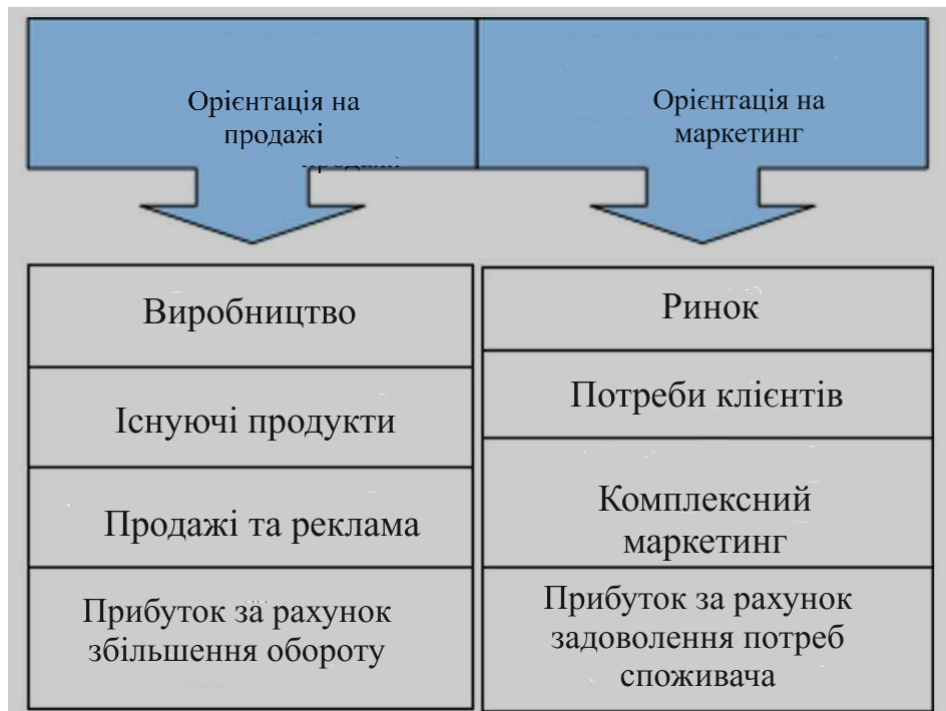 Орієнтація на
продажі
Орієнтація на
маркетинг
Виробництво
Існуючі продукти
Продажі та реклама
Прибуток за рахунок
збільшення обороту
Ринок
Потреби клієнтів
Комплексний
маркетинг
Прибуток за рахунок
задоволення потреб
споживача